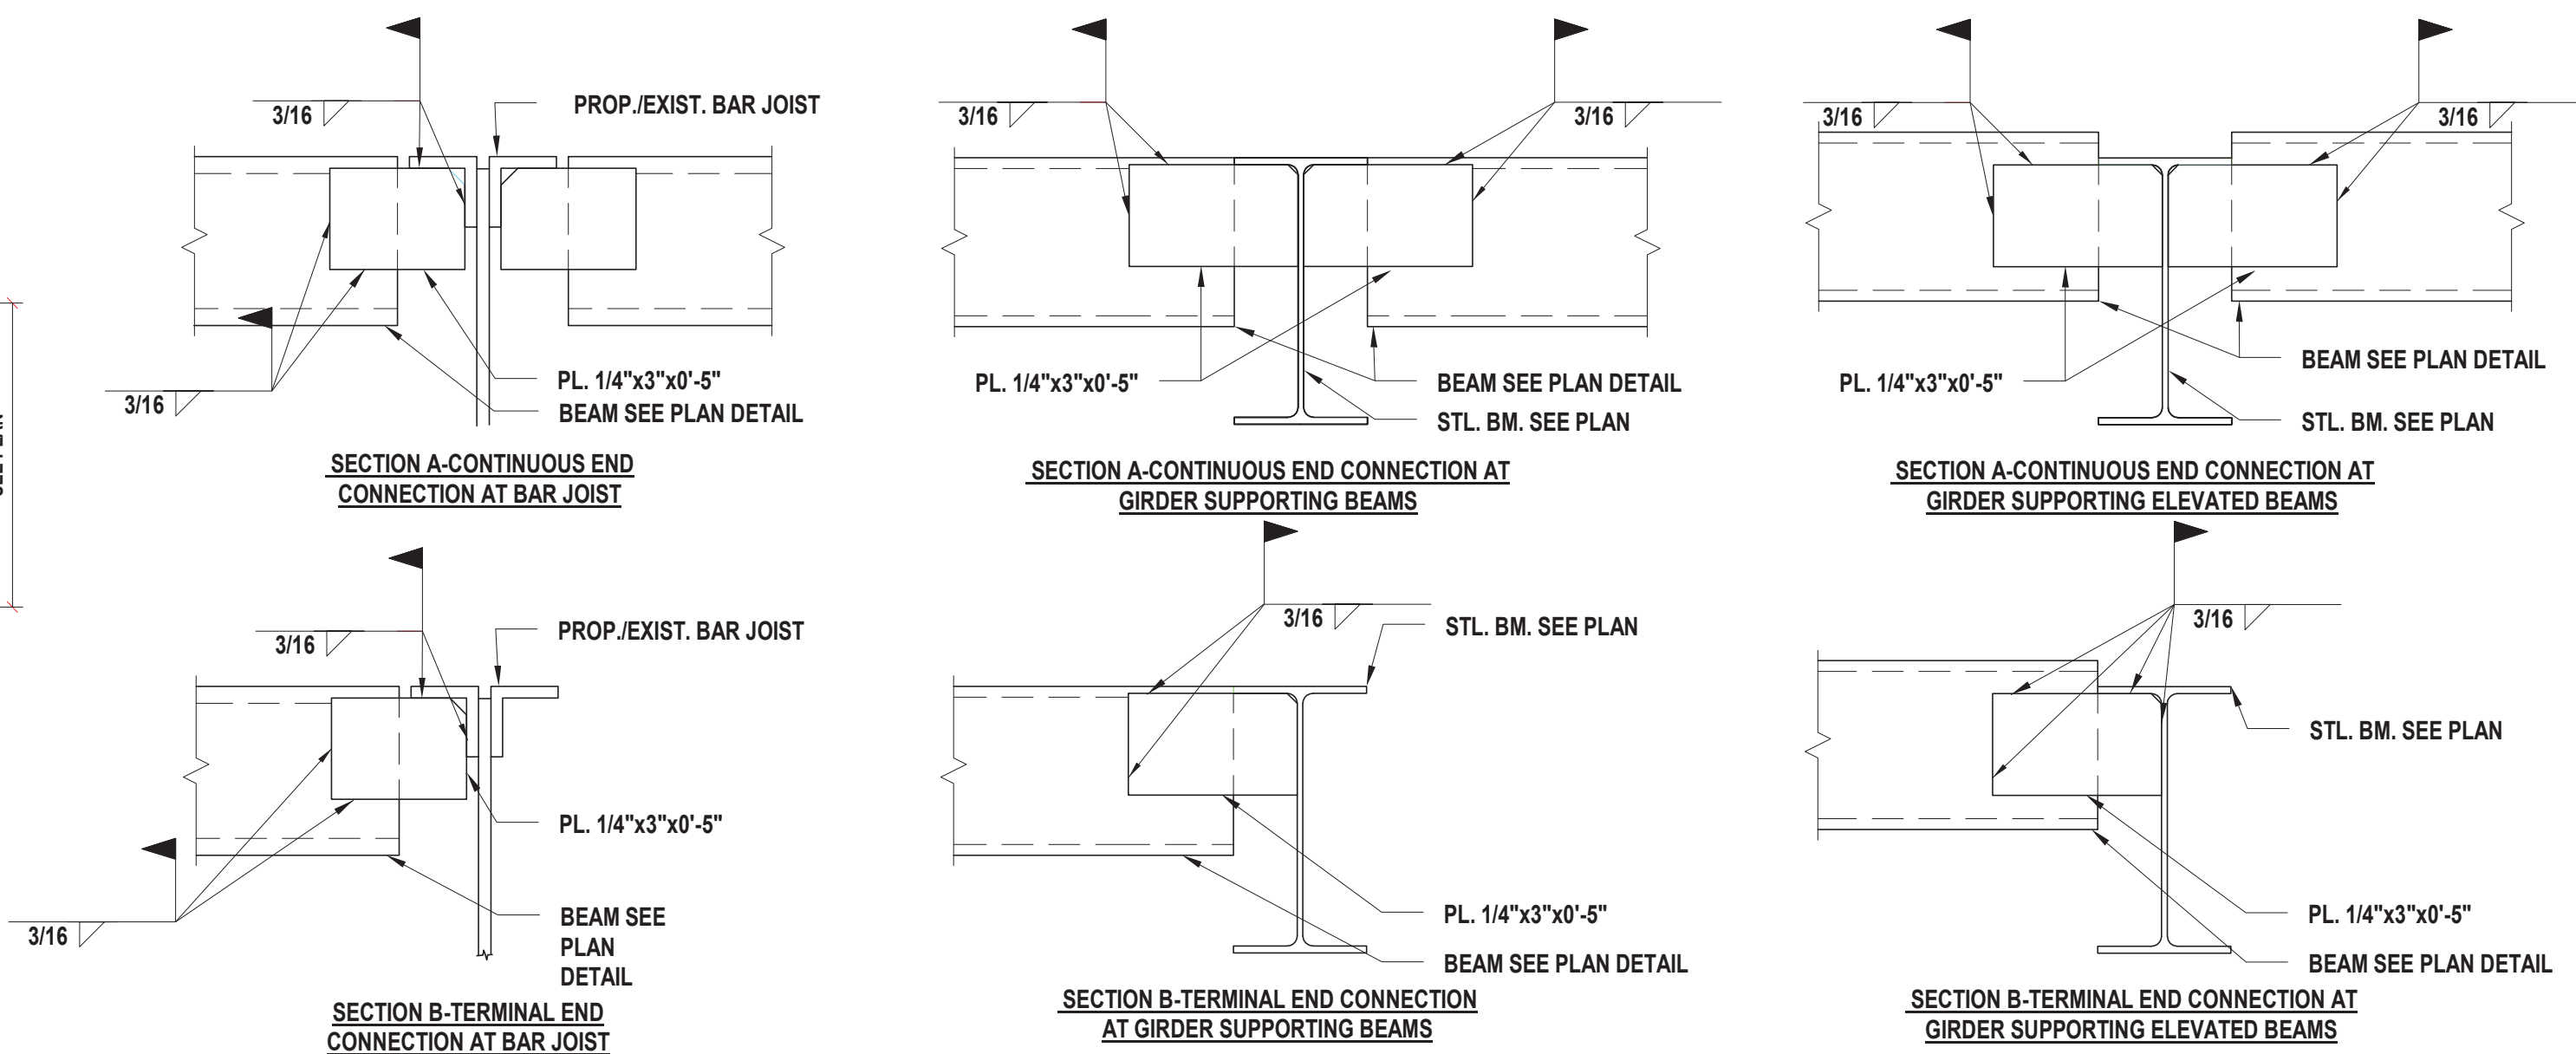 3/16
PROP./EXIST. BAR JOIST
3/16
PL. 1/4"x3"x0'-5"
BEAM SEE PLAN DETAIL
SECTION A-CONTINUOUS END
CONNECTION AT BAR JOIST
3/16
3/16
PL. 1/4"x3"x0'-5"
BEAM SEE PLAN DETAIL
STL. BM. SEE PLAN
SECTION A-CONTINUOUS END CONNECTION AT
GIRDER SUPPORTING BEAMS
3/16
3/16
BEAM SEE PLAN DETAIL
PL. 1/4"x3"x0'-5"
STL. BM. SEE PLAN
SECTION A-CONTINUOUS END CONNECTION AT
GIRDER SUPPORTING ELEVATED BEAMS
3/16
PROP./EXIST. BAR JOIST
PL. 1/4"x3"x0'-5"
3/16
BEAM SEE
PLAN
DETAIL
SECTION B-TERMINAL END
CONNECTION AT BAR JOIST
3/16
STL. BM. SEE PLAN
PL. 1/4"x3"x0'-5"
BEAM SEE PLAN DETAIL
SECTION B-TERMINAL END CONNECTION
AT GIRDER SUPPORTING BEAMS
3/16
STL. BM. SEE PLAN
PL. 1/4"x3"x0'-5"
BEAM SEE PLAN DETAIL
SECTION B-TERMINAL END CONNECTION AT
GIRDER SUPPORTING ELEVATED BEAMS